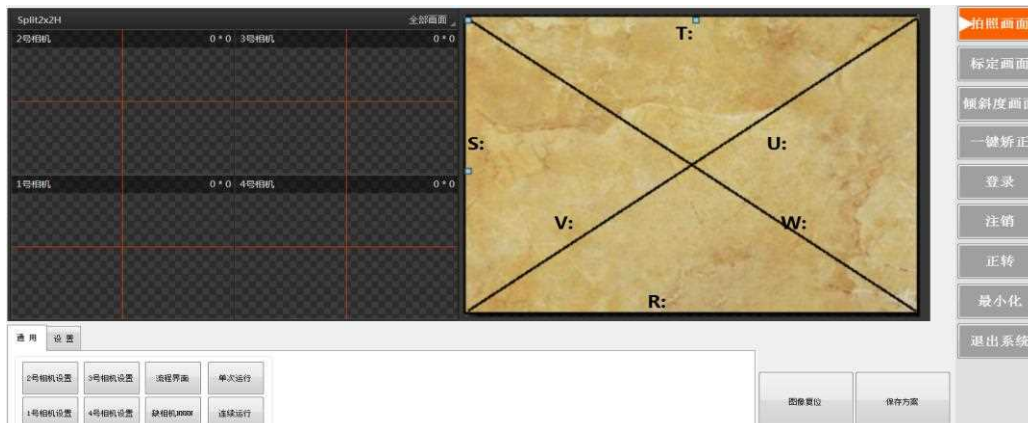 Split2x2H 全部画面
2号相机 0*0 3号相机 0*0
1号相机 0*0 4号相机 0*0
T:
S: U:
V: W:
R:
拍照画面
标定画面
倾斜度画面
一键矫正
登录
注销
正转
最小化
退出系统
通用 设置
2号相机设置 3号相机设置 流程界面 单次运行
1号相机设置 4号相机设置 缺相机 连续运行
图像复位 保存方案